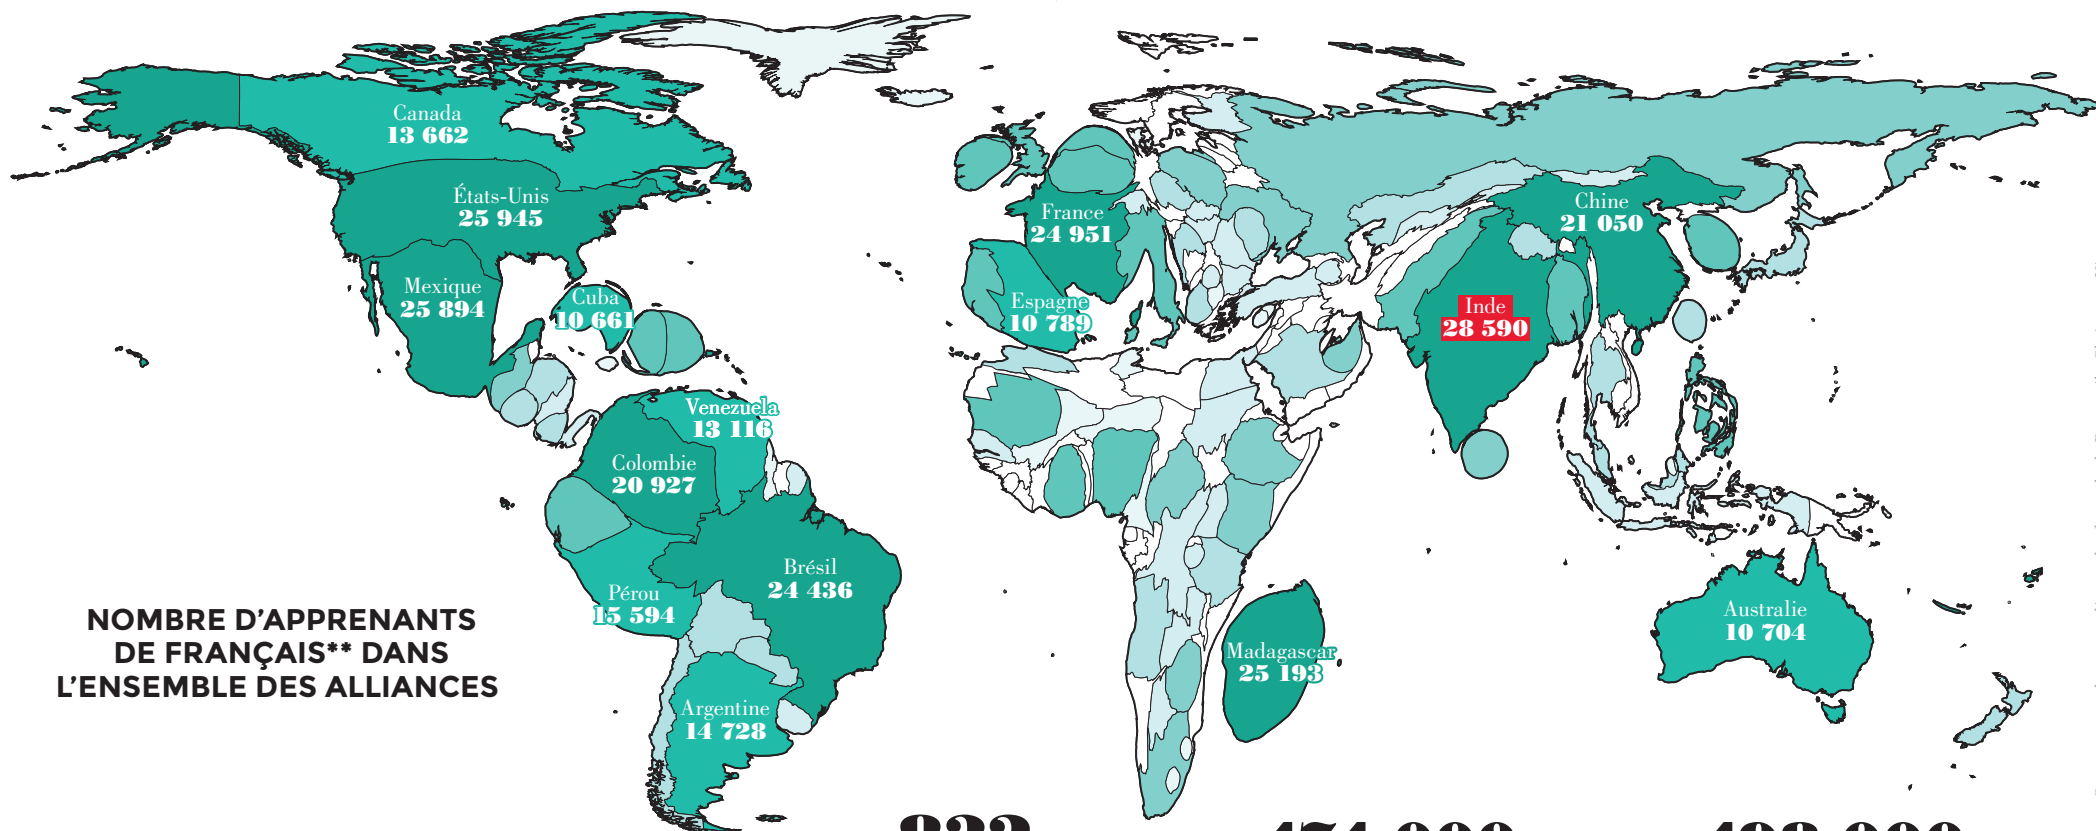 Canada
13 662
États-Unis
25 945
Mexique
25 894
Cuba
10 661
Venezuela
13 116
Colombie
20 927
Pérou
15 594
Brésil
24 436
Argentine
14 728
France
24 951
Espagne
10 789
Madagascar
25 193
Inde
28 590
Chine
21 050
Australie
10 704
NOMBRE D’APPRENANTS
DE FRANÇAIS** DANS
L’ENSEMBLE DES ALLIANCES